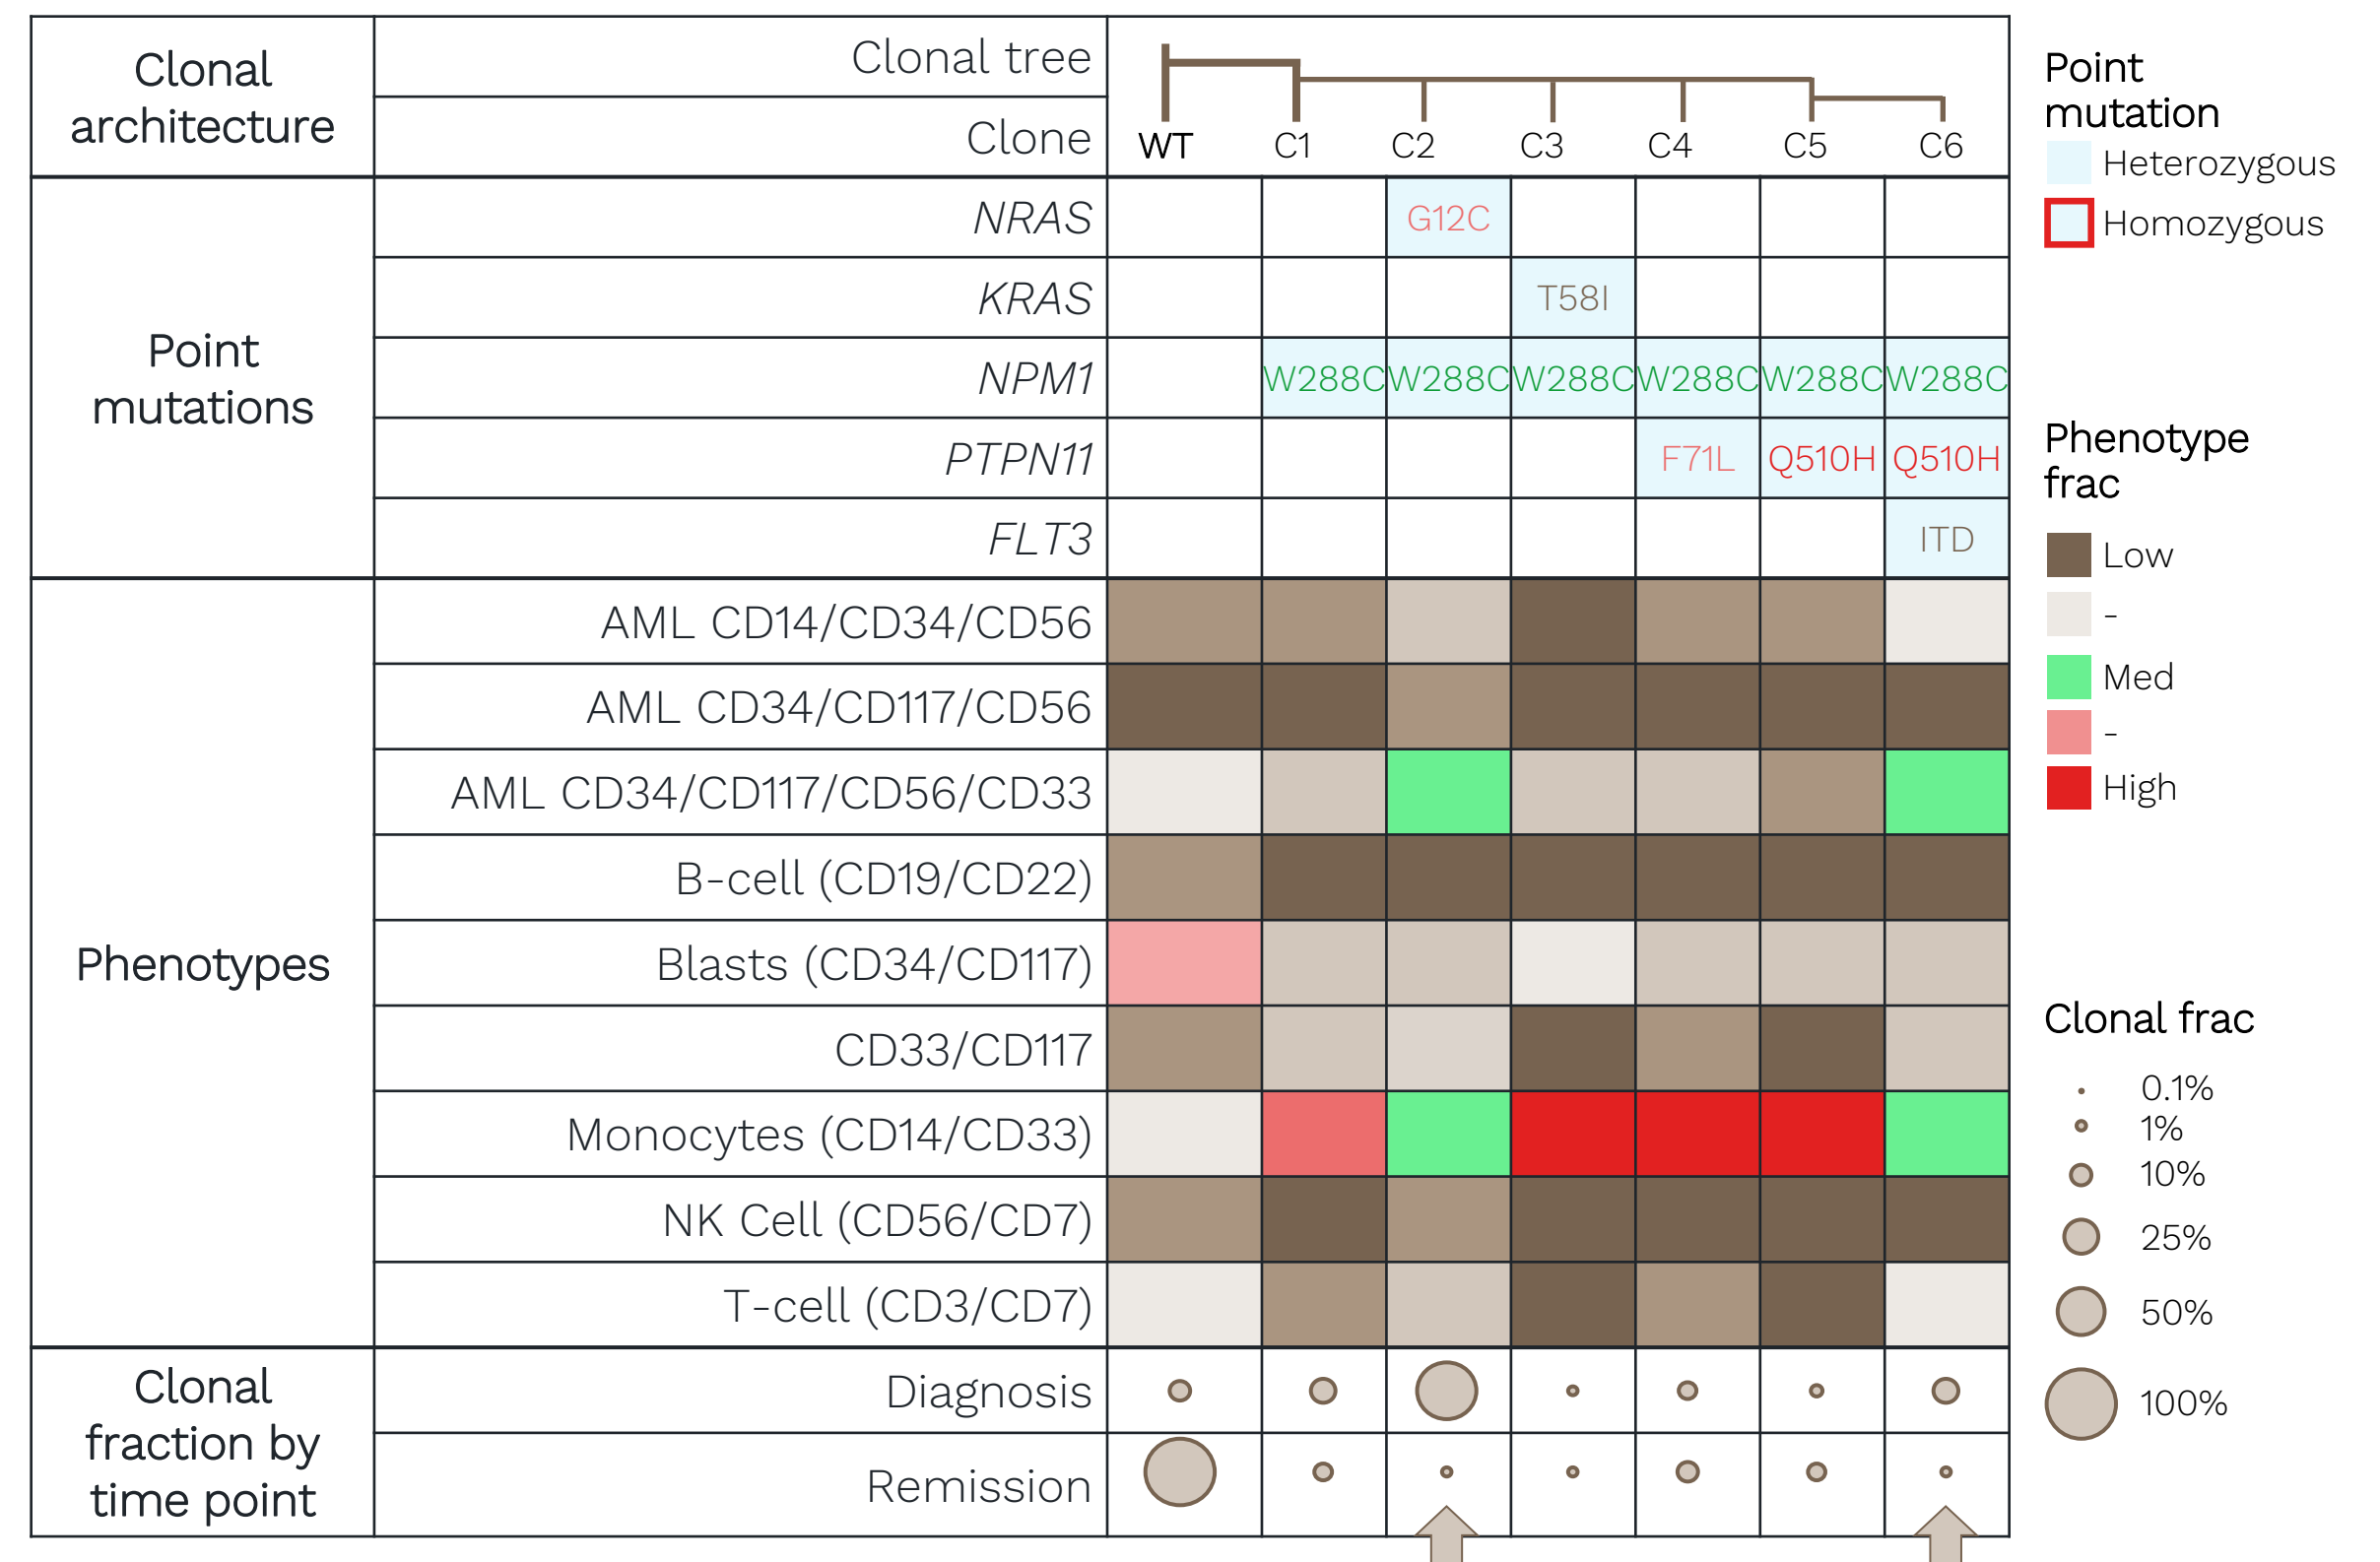 Clonal
architecture
Clonal tree
Clone
WT C1 C2 C3 C4 C5 C6
Point
mutations
NRAS G12C
KRAS T58I
NPM1 W288C W288C W288C W288C W288C W288C
PTPN11 F71L Q510H Q510H
FLT3 ITD
Phenotypes
AML CD14/CD34/CD56
AML CD34/CD117/CD56
AML CD34/CD117/CD56/CD33
B-cell (CD19/CD22)
Blasts (CD34/CD117)
CD33/CD117
Monocytes (CD14/CD33)
NK Cell (CD56/CD7)
T-cell (CD3/CD7)
Clonal
fraction by
time point
Diagnosis
Remission
Point
mutation
Heterozygous
Homozygous
Phenotype
frac
Low
-
Med
-
High
Clonal frac
0.1%
1%
10%
25%
50%
100%